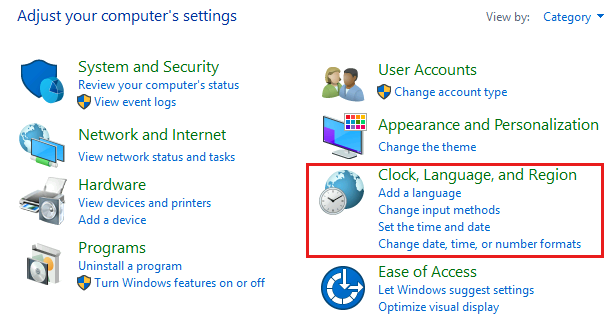 Adjust your computer's settings
View by: Category
System and Security
Review your computer's status
View event logs
Network and Internet
View network status and tasks
Hardware
View devices and printers
Add a device
Programs
Uninstall a program
Turn Windows features on or off
User Accounts
Change account type
Appearance and Personalization
Change the theme
Clock, Language, and Region
Add a language
Change input methods
Set the time and date
Change date, time, or number formats
Ease of Access
Let Windows suggest settings
Optimize visual display